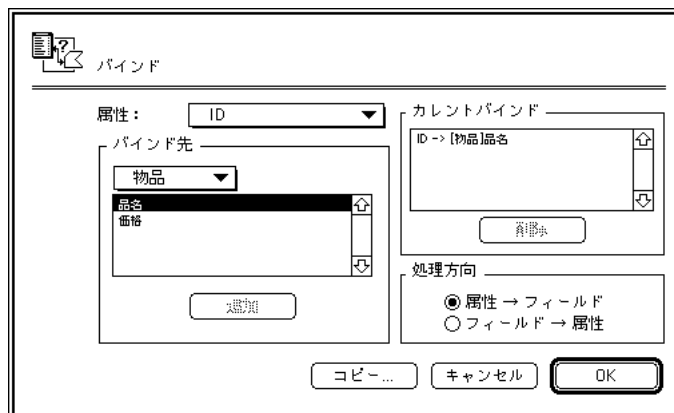 バインド
属性：
ID
バインド先
物品
品名
価格
追加
カレントバインド
ID -> [物品]品名
削除
処理方向
属性 → フィールド
フィールド → 属性
コピー...
キャンセル
OK